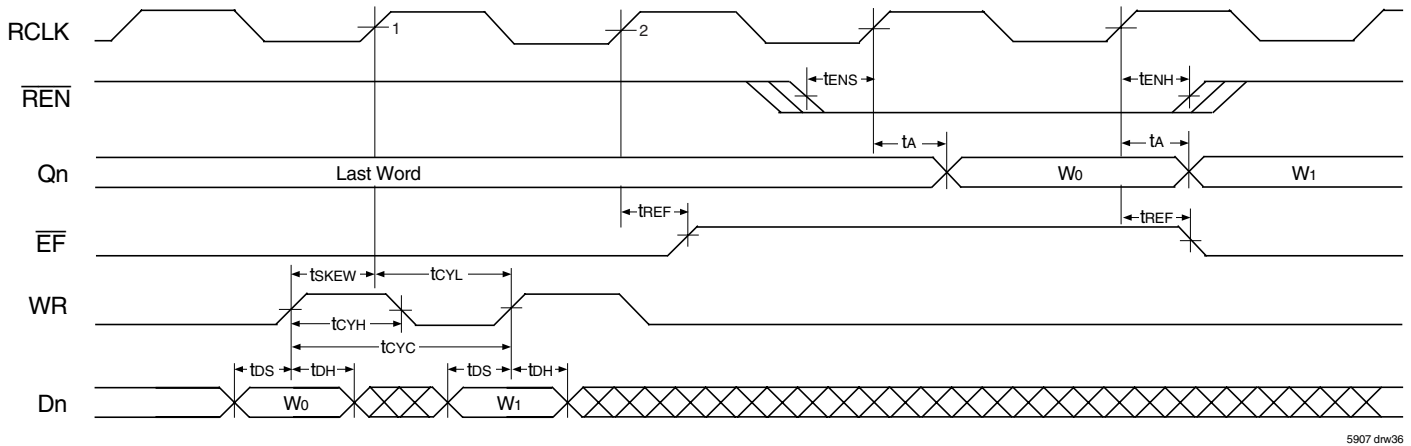 RCLK 1 2
tENS tENH
REN
tA tA
Qn Last Word W0 W1
tREF tREF
EF
tSKEW tCYL
WR
tCYH
tCYC
tDS tDH tDS tDH
Dn W0 W1
5907 drw36